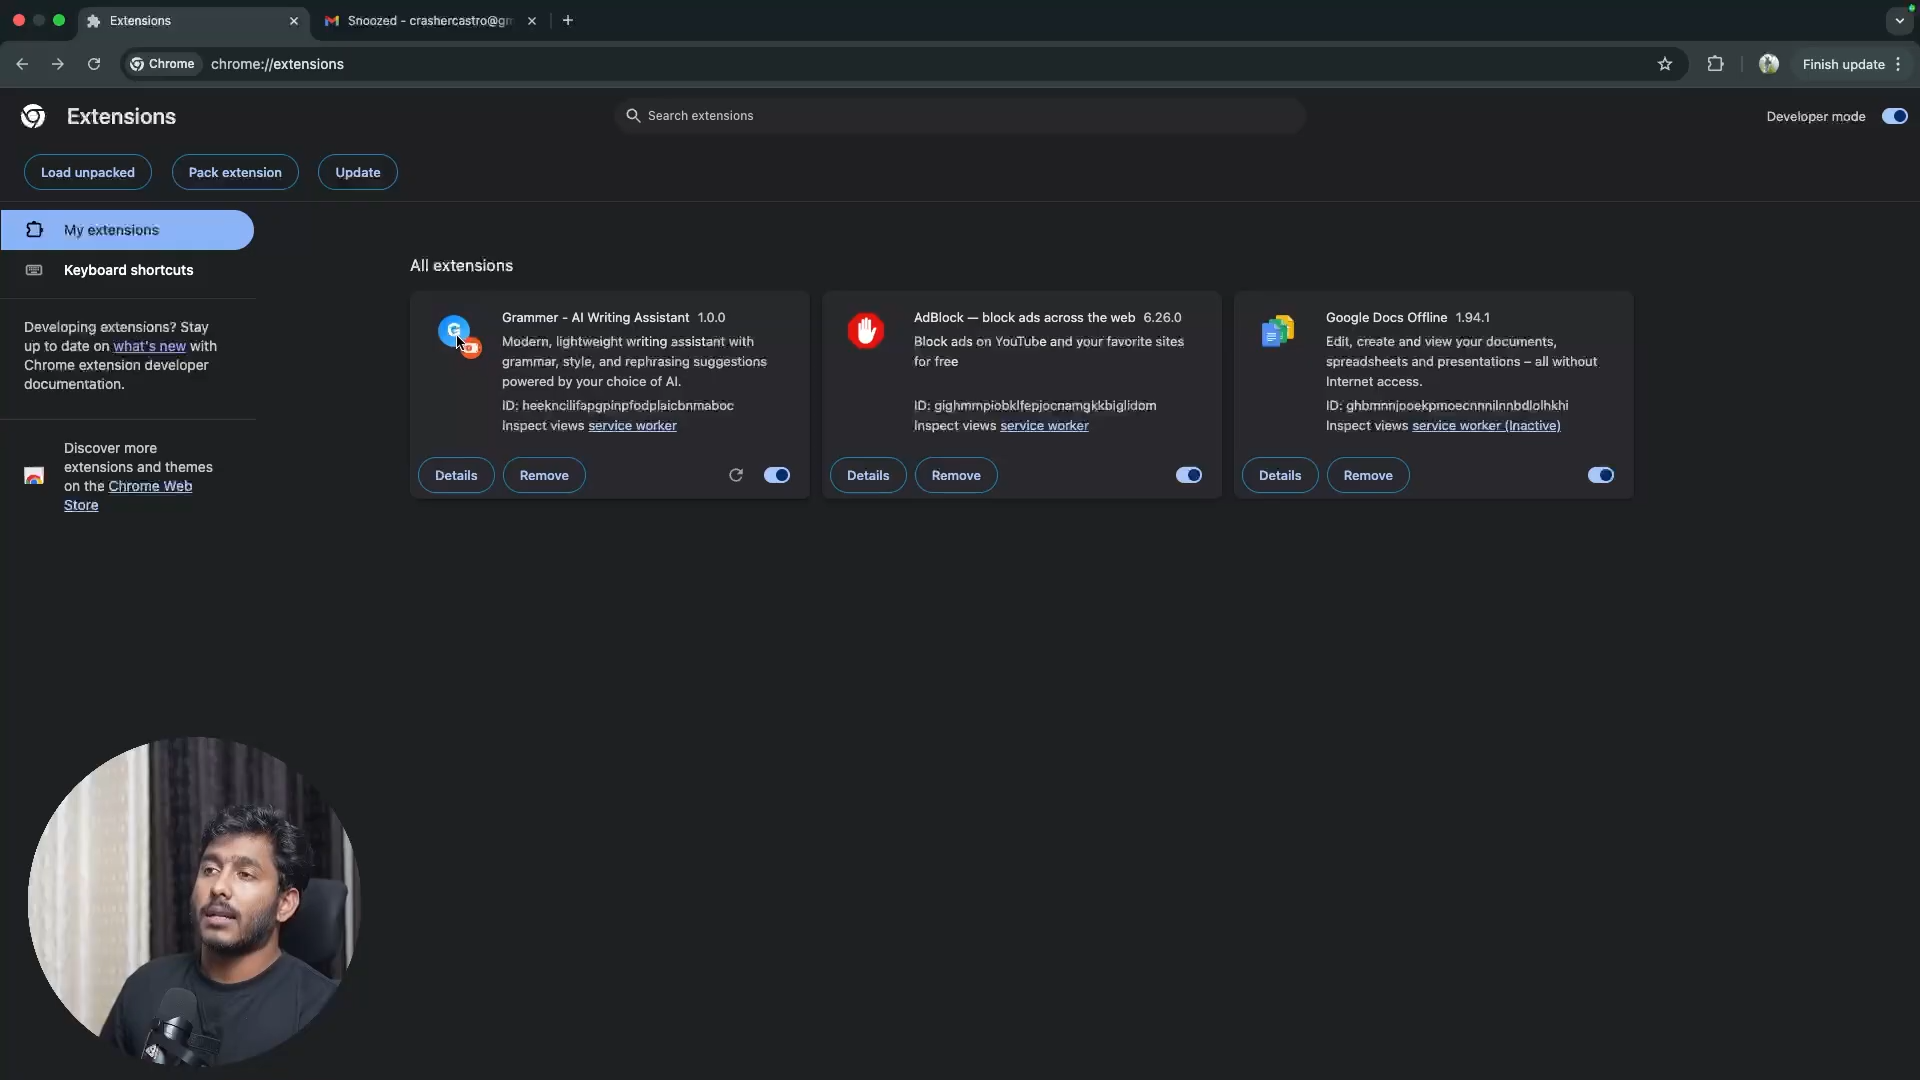 Extensions
Snoozed - crashercastro@gm
Chrome
chrome://extensions
Finish update
Extensions
Search extensions
Developer mode
Load unpacked
Pack extension
Update
My extensions
Keyboard shortcuts
Developing extensions? Stay
up to date on what's new with
Chrome extension developer
documentation.
Discover more
extensions and themes
on the Chrome Web
Store
All extensions
Grammer - AI Writing Assistant 1.0.0
Modern, lightweight writing assistant with
grammar, style, and rephrasing suggestions
powered by your choice of AI.
ID: heekncilifapgpinpfodplaicbnmaboc
Inspect views service worker
Details
Remove
AdBlock — block ads across the web 6.26.0
Block ads on YouTube and your favorite sites
for free
ID: gighmmpiobklfepjocnamgkkbiglidom
Inspect views service worker
Details
Remove
Google Docs Offline 1.94.1
Edit, create and view your documents,
spreadsheets and presentations – all without
Internet access.
ID: ghbmnnjooekpmoecnnnilnnbdlolhkhi
Inspect views service worker (Inactive)
Details
Remove